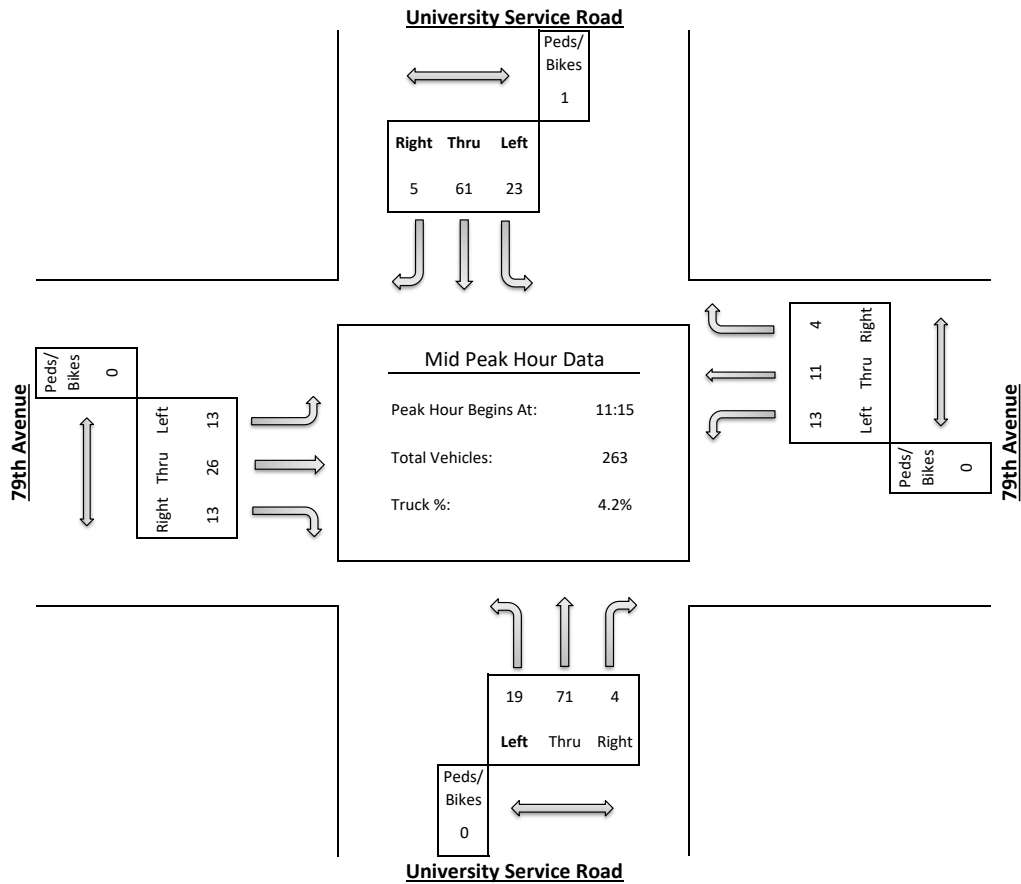 University Service Road
Peds/
Bikes
1
Right Thru Left
5 61 23
79th Avenue
Peds/
Bikes
0
Left
13
Thru
26
Right
13
Mid Peak Hour Data
Peak Hour Begins At: 11:15
Total Vehicles: 263
Truck %: 4.2%
4
Right
11
Thru
13
Left
Peds/
Bikes
0
79th Avenue
19 71 4
Left Thru Right
Peds/
Bikes
0
University Service Road